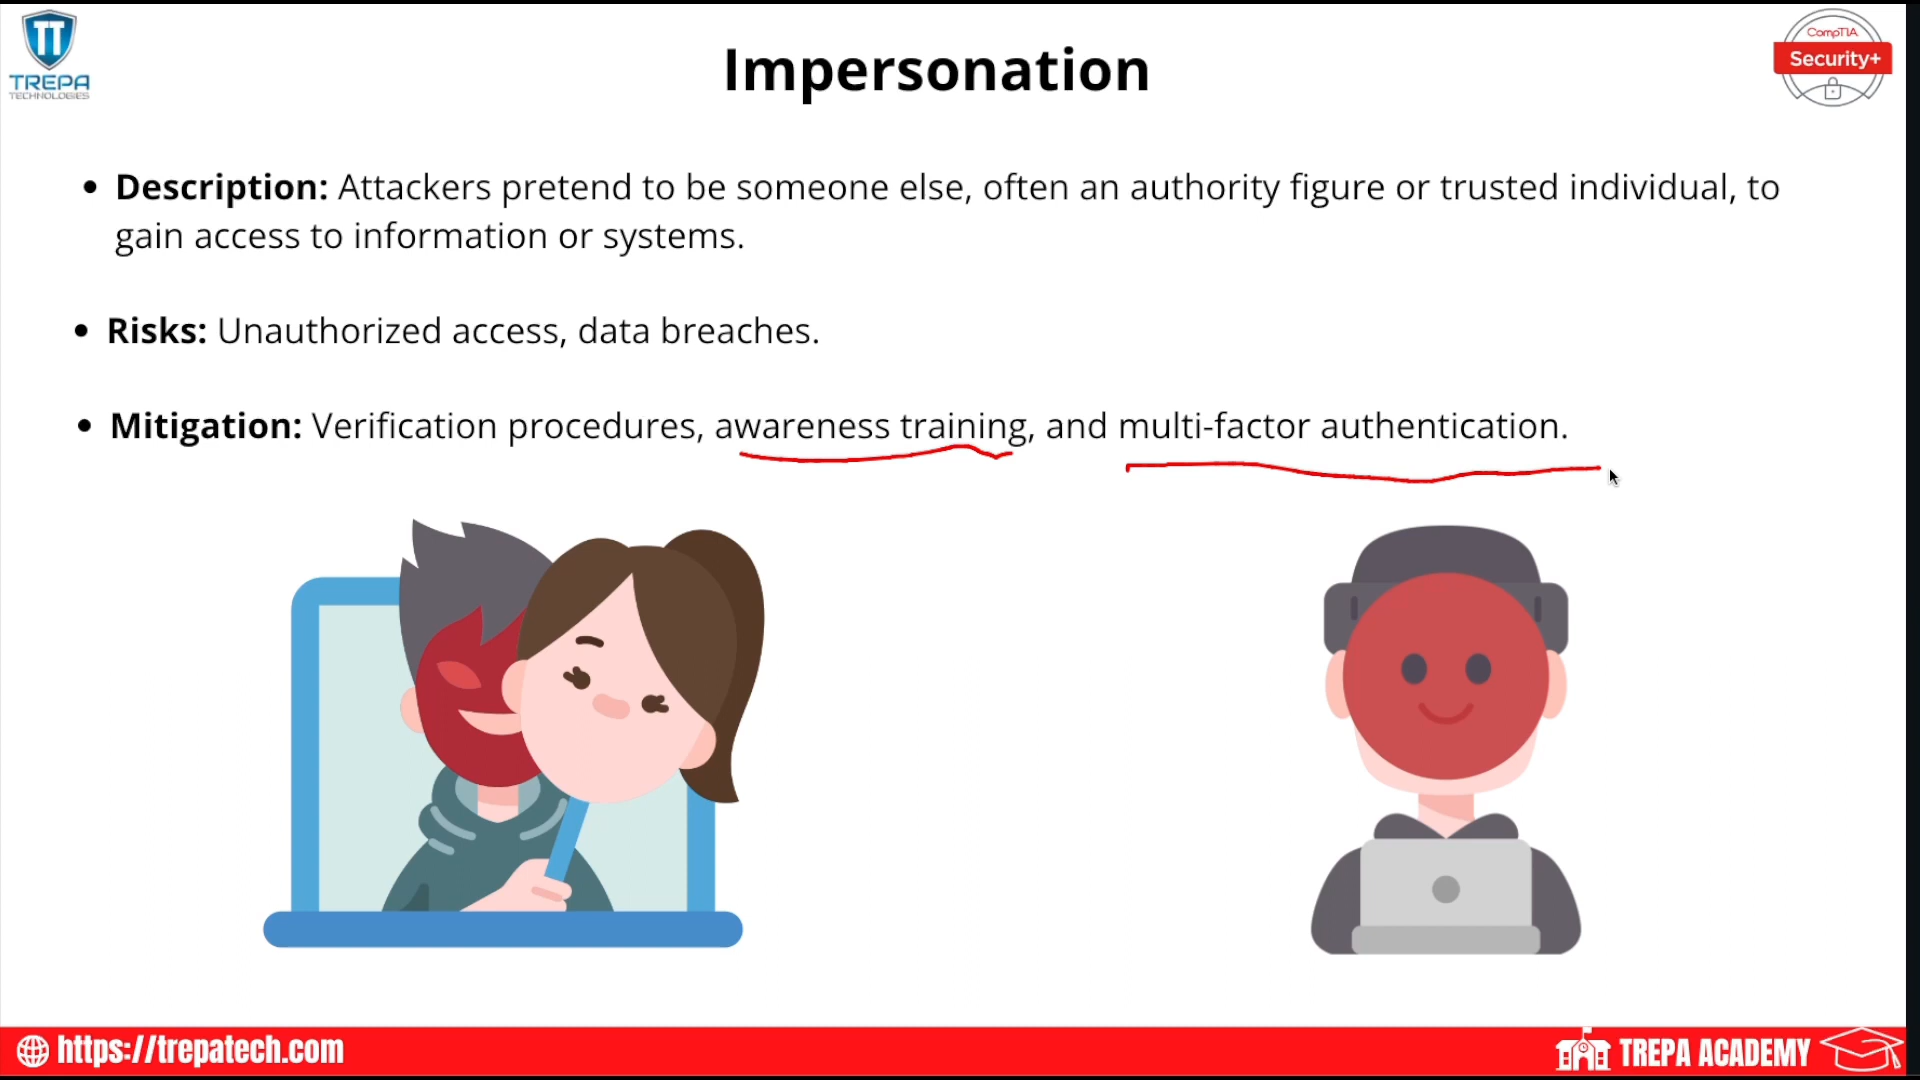 TT
TREPA
TECHNOLOGIES
Impersonation
CompTIA
Security+
• Description: Attackers pretend to be someone else, often an authority figure or trusted individual, to
gain access to information or systems.
• Risks: Unauthorized access, data breaches.
• Mitigation: Verification procedures, awareness training, and multi-factor authentication.
https://trepatech.com
TREPA ACADEMY